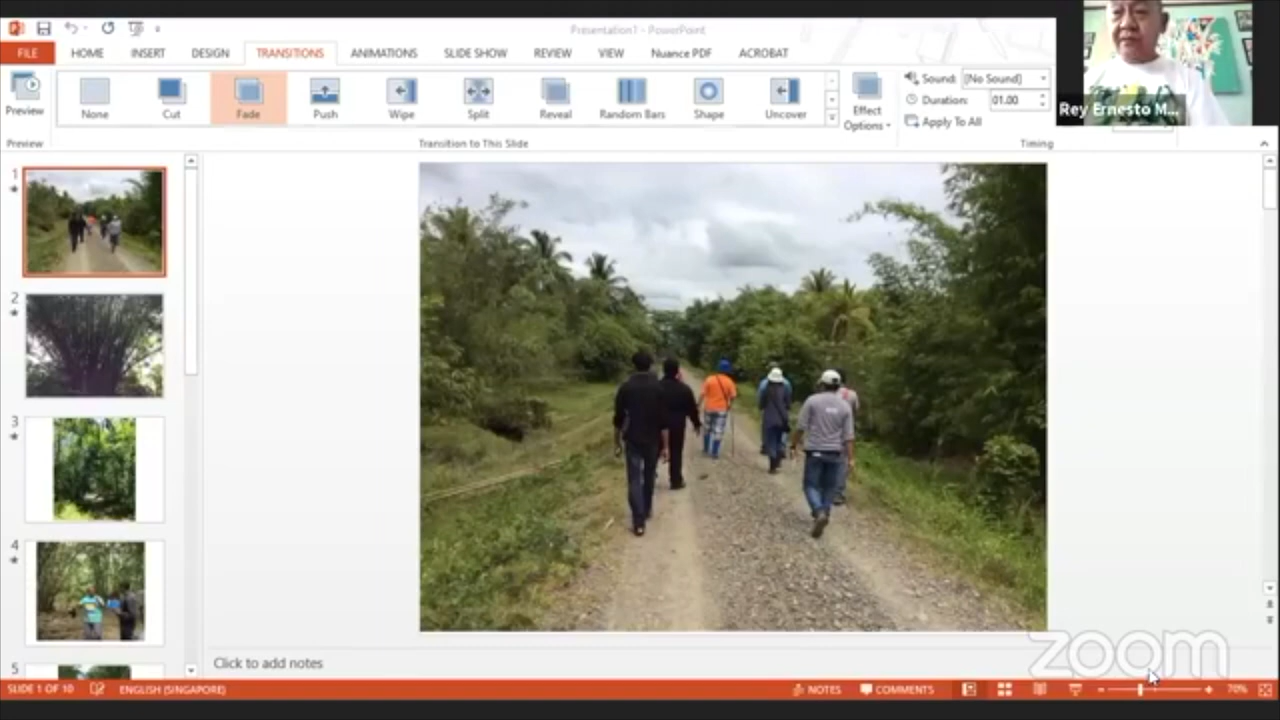 Presentation1 - PowerPoint
FILE HOME INSERT DESIGN TRANSITIONS ANIMATIONS SLIDE SHOW REVIEW VIEW Nuance PDF ACROBAT
Preview
None Cut Fade Push Wipe Split Reveal Random Bars Shape Uncover
Effect Options
Sound: [No Sound]
Duration: 01.00
Apply To All
Preview Transition to This Slide Timing
Rey Ernesto M...
1
2
3
4
5
Click to add notes
zoom
SLIDE 1 OF 10 ENGLISH (SINGAPORE) NOTES COMMENTS 70%